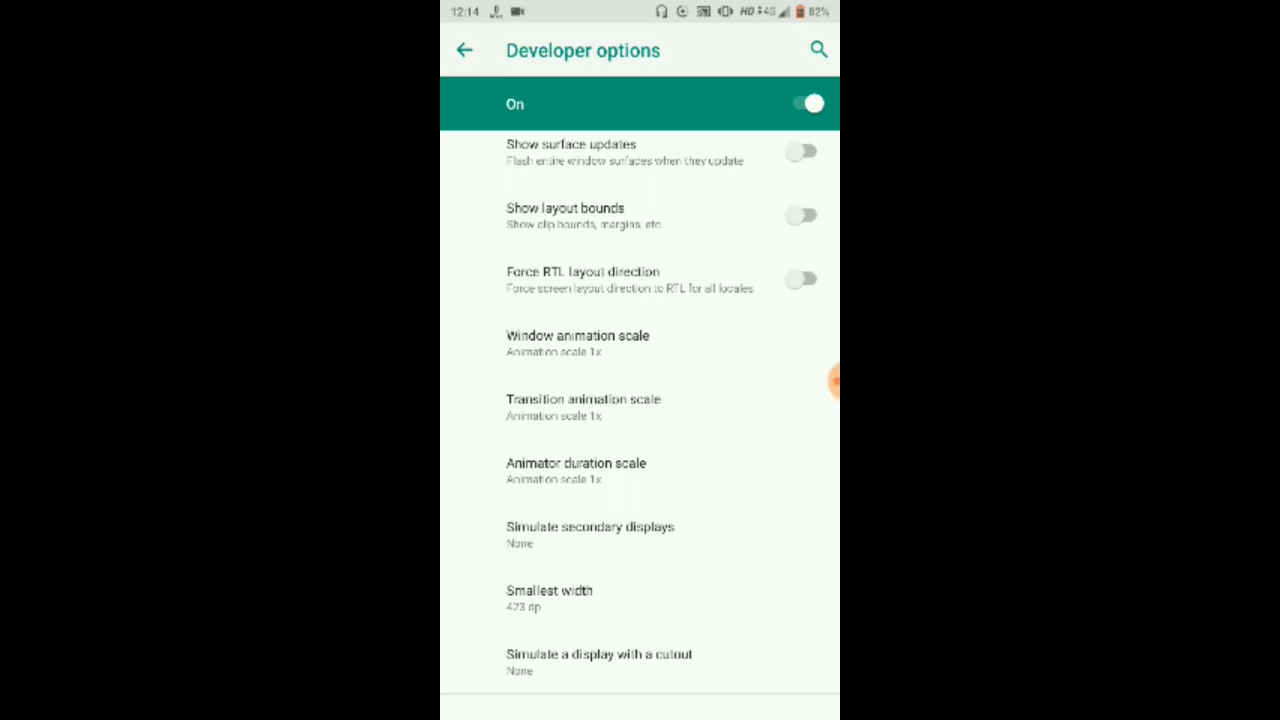 12:14 HD 4G 82%
Developer options
On
Show surface updates
Flash entire window surfaces when they update
Show layout bounds
Show clip bounds, margins, etc
Force RTL layout direction
Force screen layout direction to RTL for all locales
Window animation scale
Animation scale 1x
Transition animation scale
Animation scale 1x
Animator duration scale
Animation scale 1x
Simulate secondary displays
None
Smallest width
423 dp
Simulate a display with a cutout
None